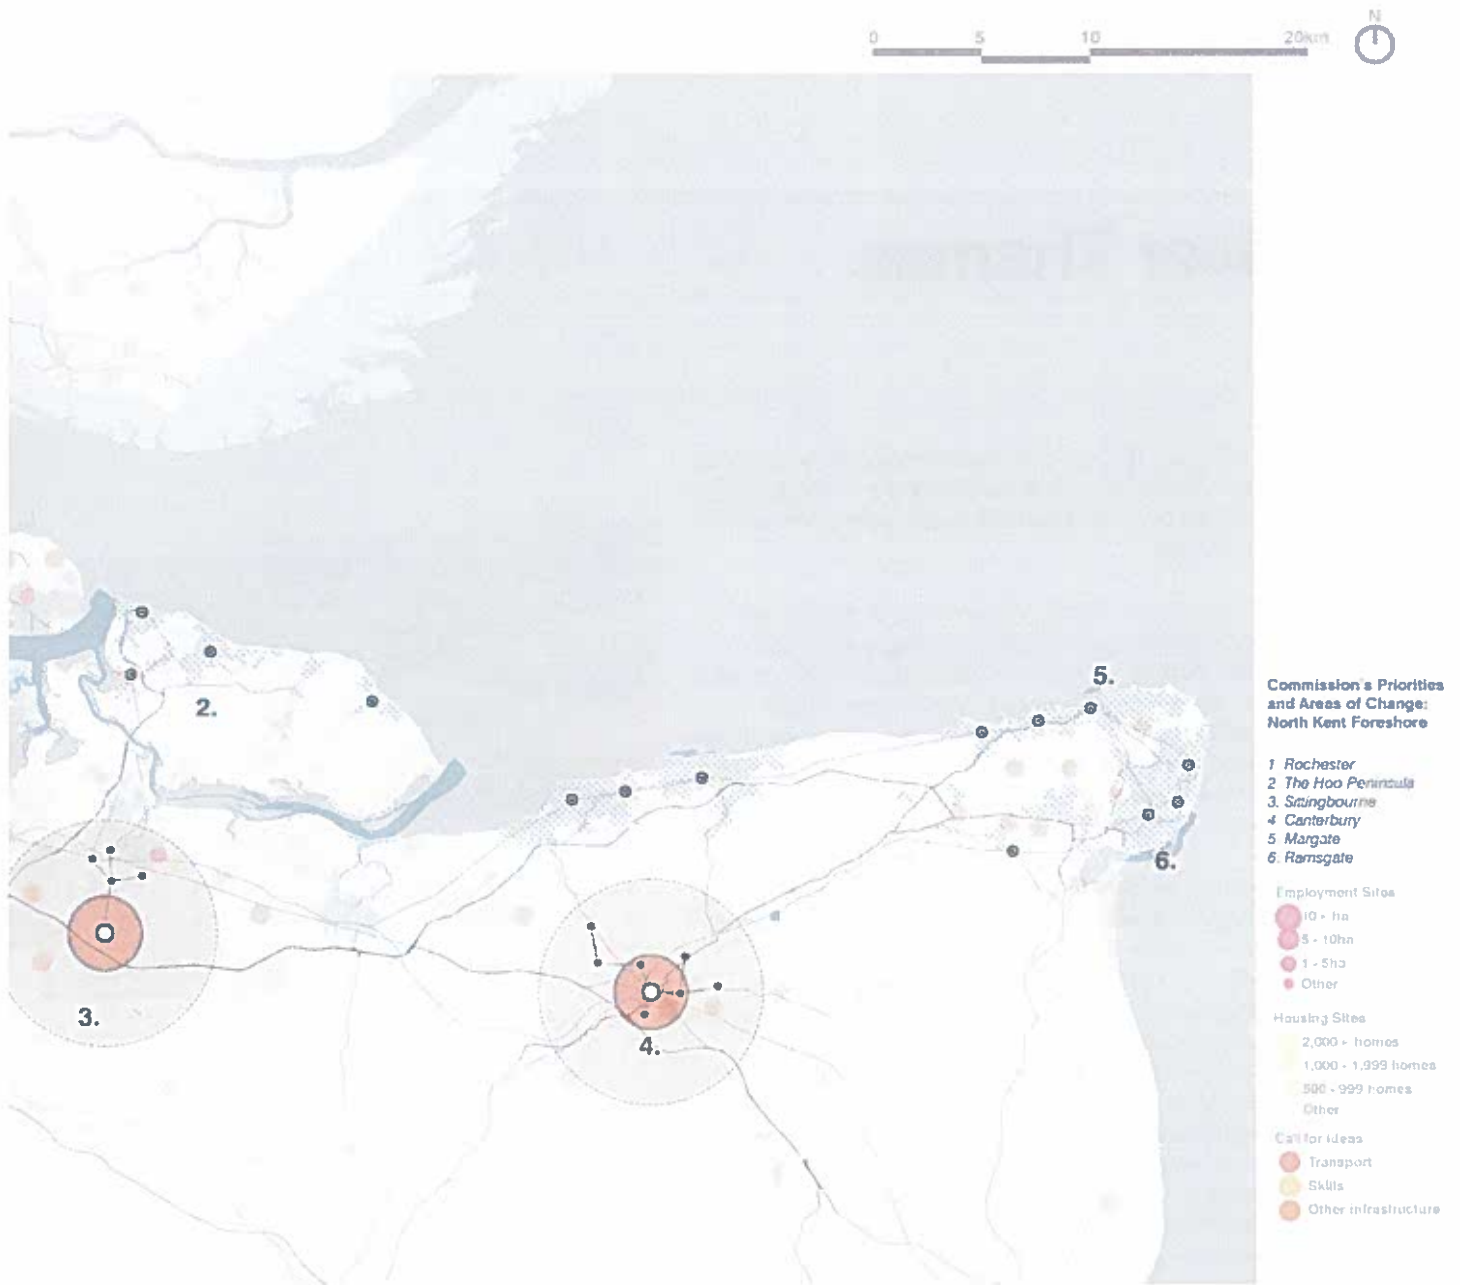 N
0 5 10 20km
5.
2.
6.
3.
4.
Commission's Priorities
and Areas of Change:
North Kent Foreshore
1 Rochester
2 The Hoo Peninsula
3. Sittingbourne
4 Canterbury
5 Margate
6. Ramsgate
Employment Sites
10 + ha
5 - 10ha
1 - 5ha
Other
Housing Sites
2,000 + homes
1,000 - 1,999 homes
500 - 999 homes
Other
Call for ideas
Transport
Skills
Other infrastructure